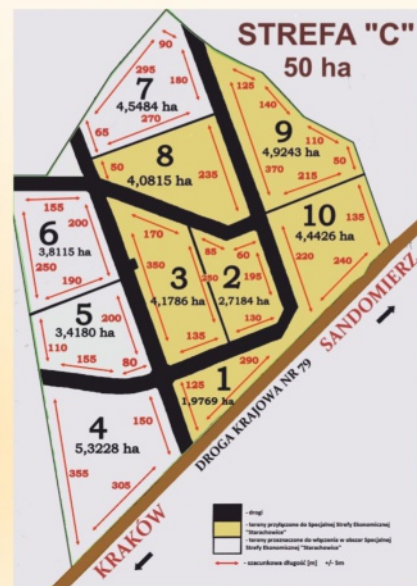 STREFA "C"
50 ha
90
295
180
7
4,5484 ha
65
270
125
140
9
4,9243 ha
110
50
370
215
50
8
4,0815 ha
235
155
200
6
3,8115 ha
250
190
170
350
3
4,1786 ha
135
85
60
250
2
195
2,7184 ha
130
10
135
4,4426 ha
220
240
5
200
3,4180 ha
110
155
80
1
125
290
1,9769 ha
4
150
5,3228 ha
355
305
SANDOMIERZ
DROGA KRAJOWA NR 79
KRAKÓW
- drogi
- tereny przyłączone do Specjalnej Strefy Ekonomicznej
"Starachowice"
- tereny przeznaczone do włączenia w obszar Specjalnej
Strefy Ekonomicznej "Starachowice"
- szacunkowa długość [m] +/- 5m